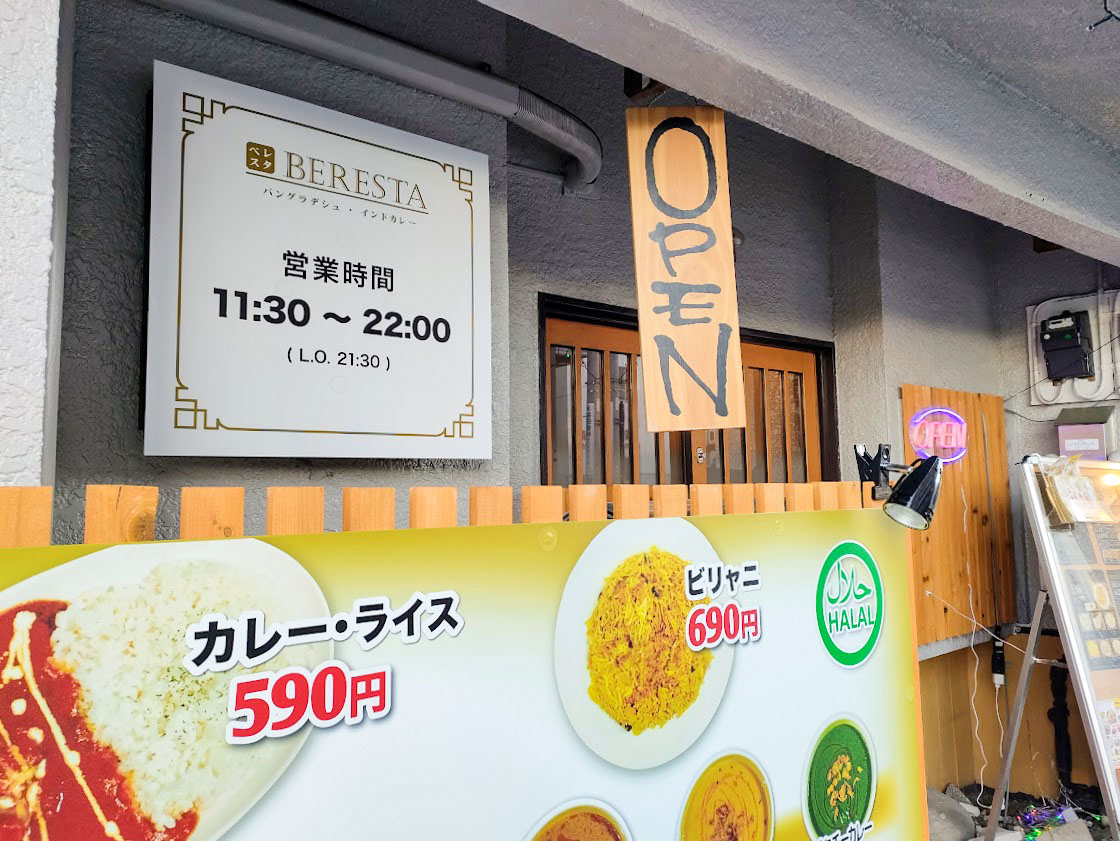 ベレ
スタ
BERESTA
バングラデシュ・インドカレー
営業時間
11:30 ～ 22:00
( L.O. 21:30 )
OPEN
OPEN
カレー・ライス
590円
ビリヤニ
690円
حلال
HALAL